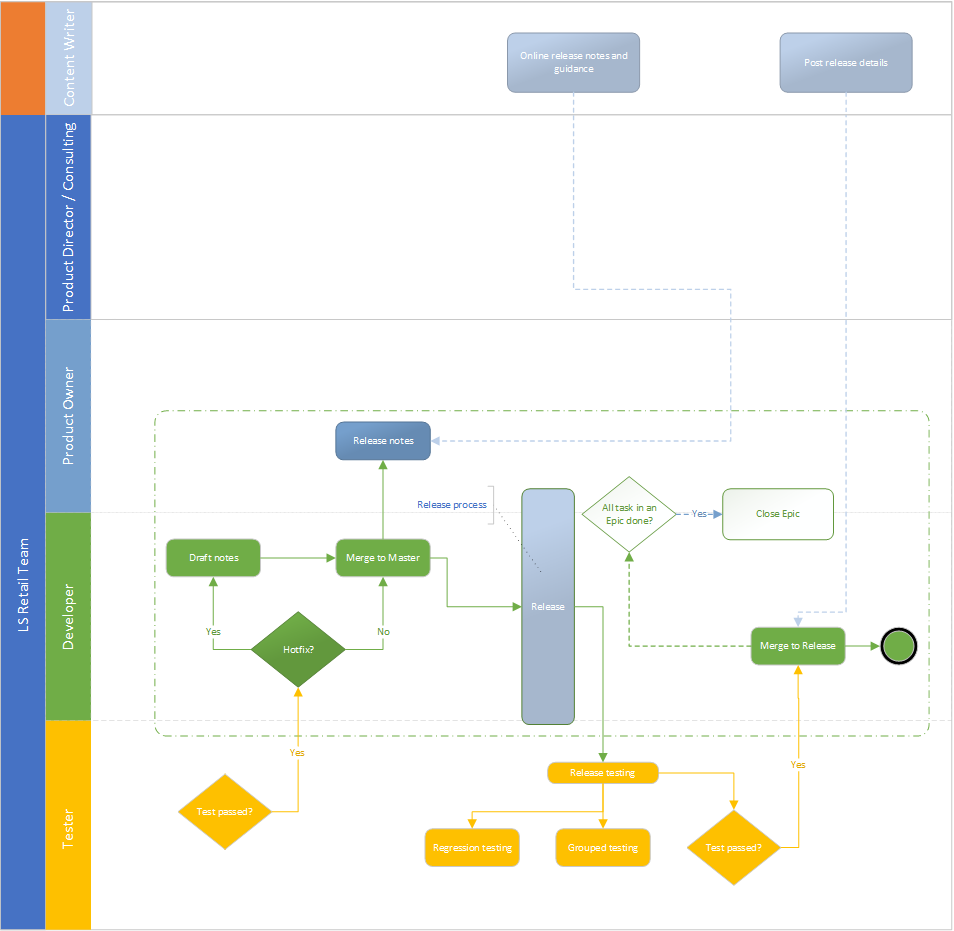 Content Writer
Online release notes and
guidance
Post release details
LS Retail Team
Product Director / Consulting
Product Owner
Release notes
Release process
All task in an
Epic done?
Yes
Close Epic
Developer
Draft notes
Merge to Master
Release
Yes
No
Hotfix?
Merge to Release
Tester
Yes
Yes
Release testing
Test passed?
Regression testing
Grouped testing
Test passed?